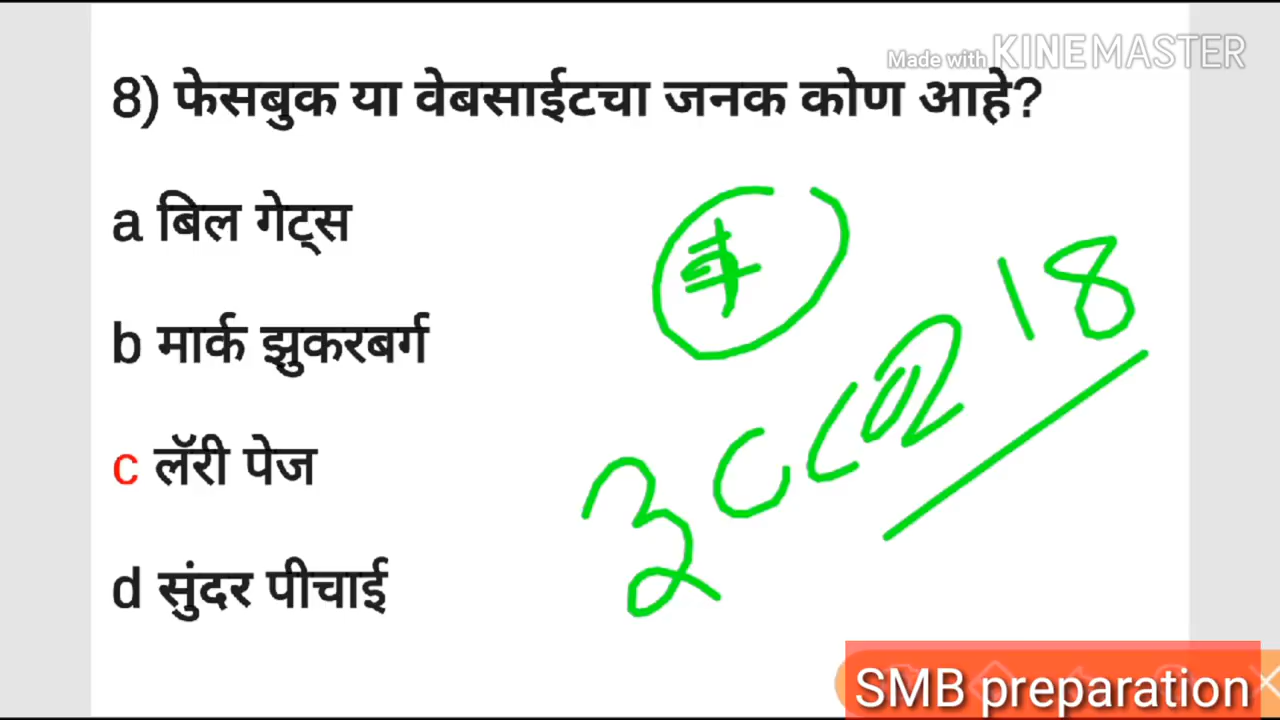 Made with KINEMASTER
8) फेसबुक या वेबसाईटचा जनक कोण आहे?
a बिल गेट्स
b मार्क झुकरबर्ग
c लॅरी पेज
d सुंदर पीचाई
18
SMB preparation